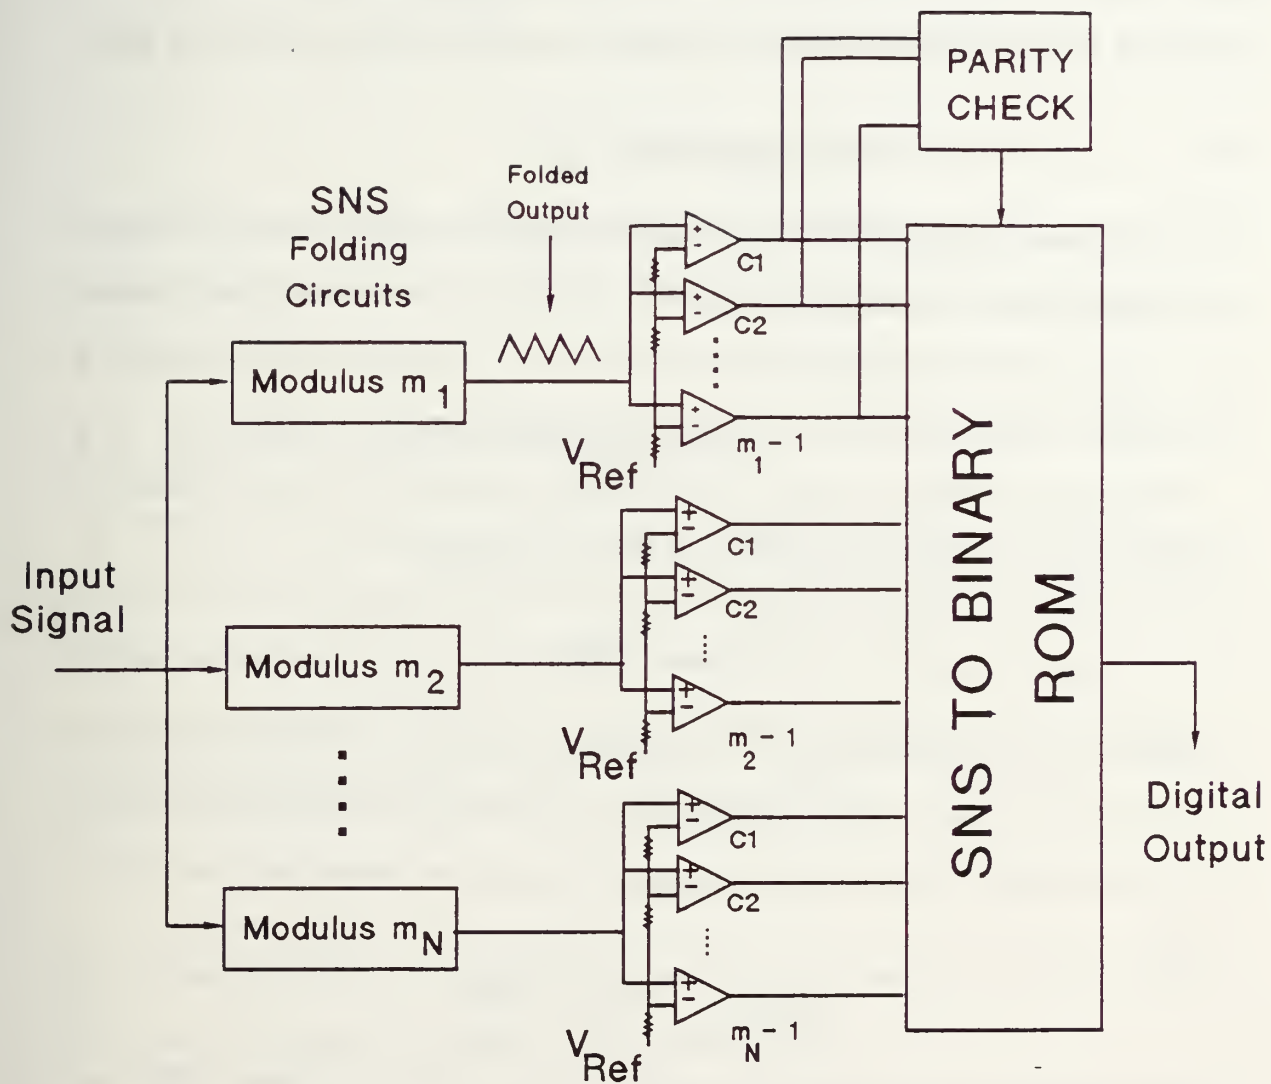 PARITY
CHECK
Folded
Output
SNS
Folding
Circuits
+
-
C1
+
-
C2
Modulus m1
+
-
m1 - 1
VRef
+
-
C1
Input
Signal
+
-
C2
Modulus m2
+
-
m2 - 1
VRef
+
-
C1
+
-
C2
Modulus mN
+
-
mN - 1
VRef
SNS TO BINARY
ROM
Digital
Output